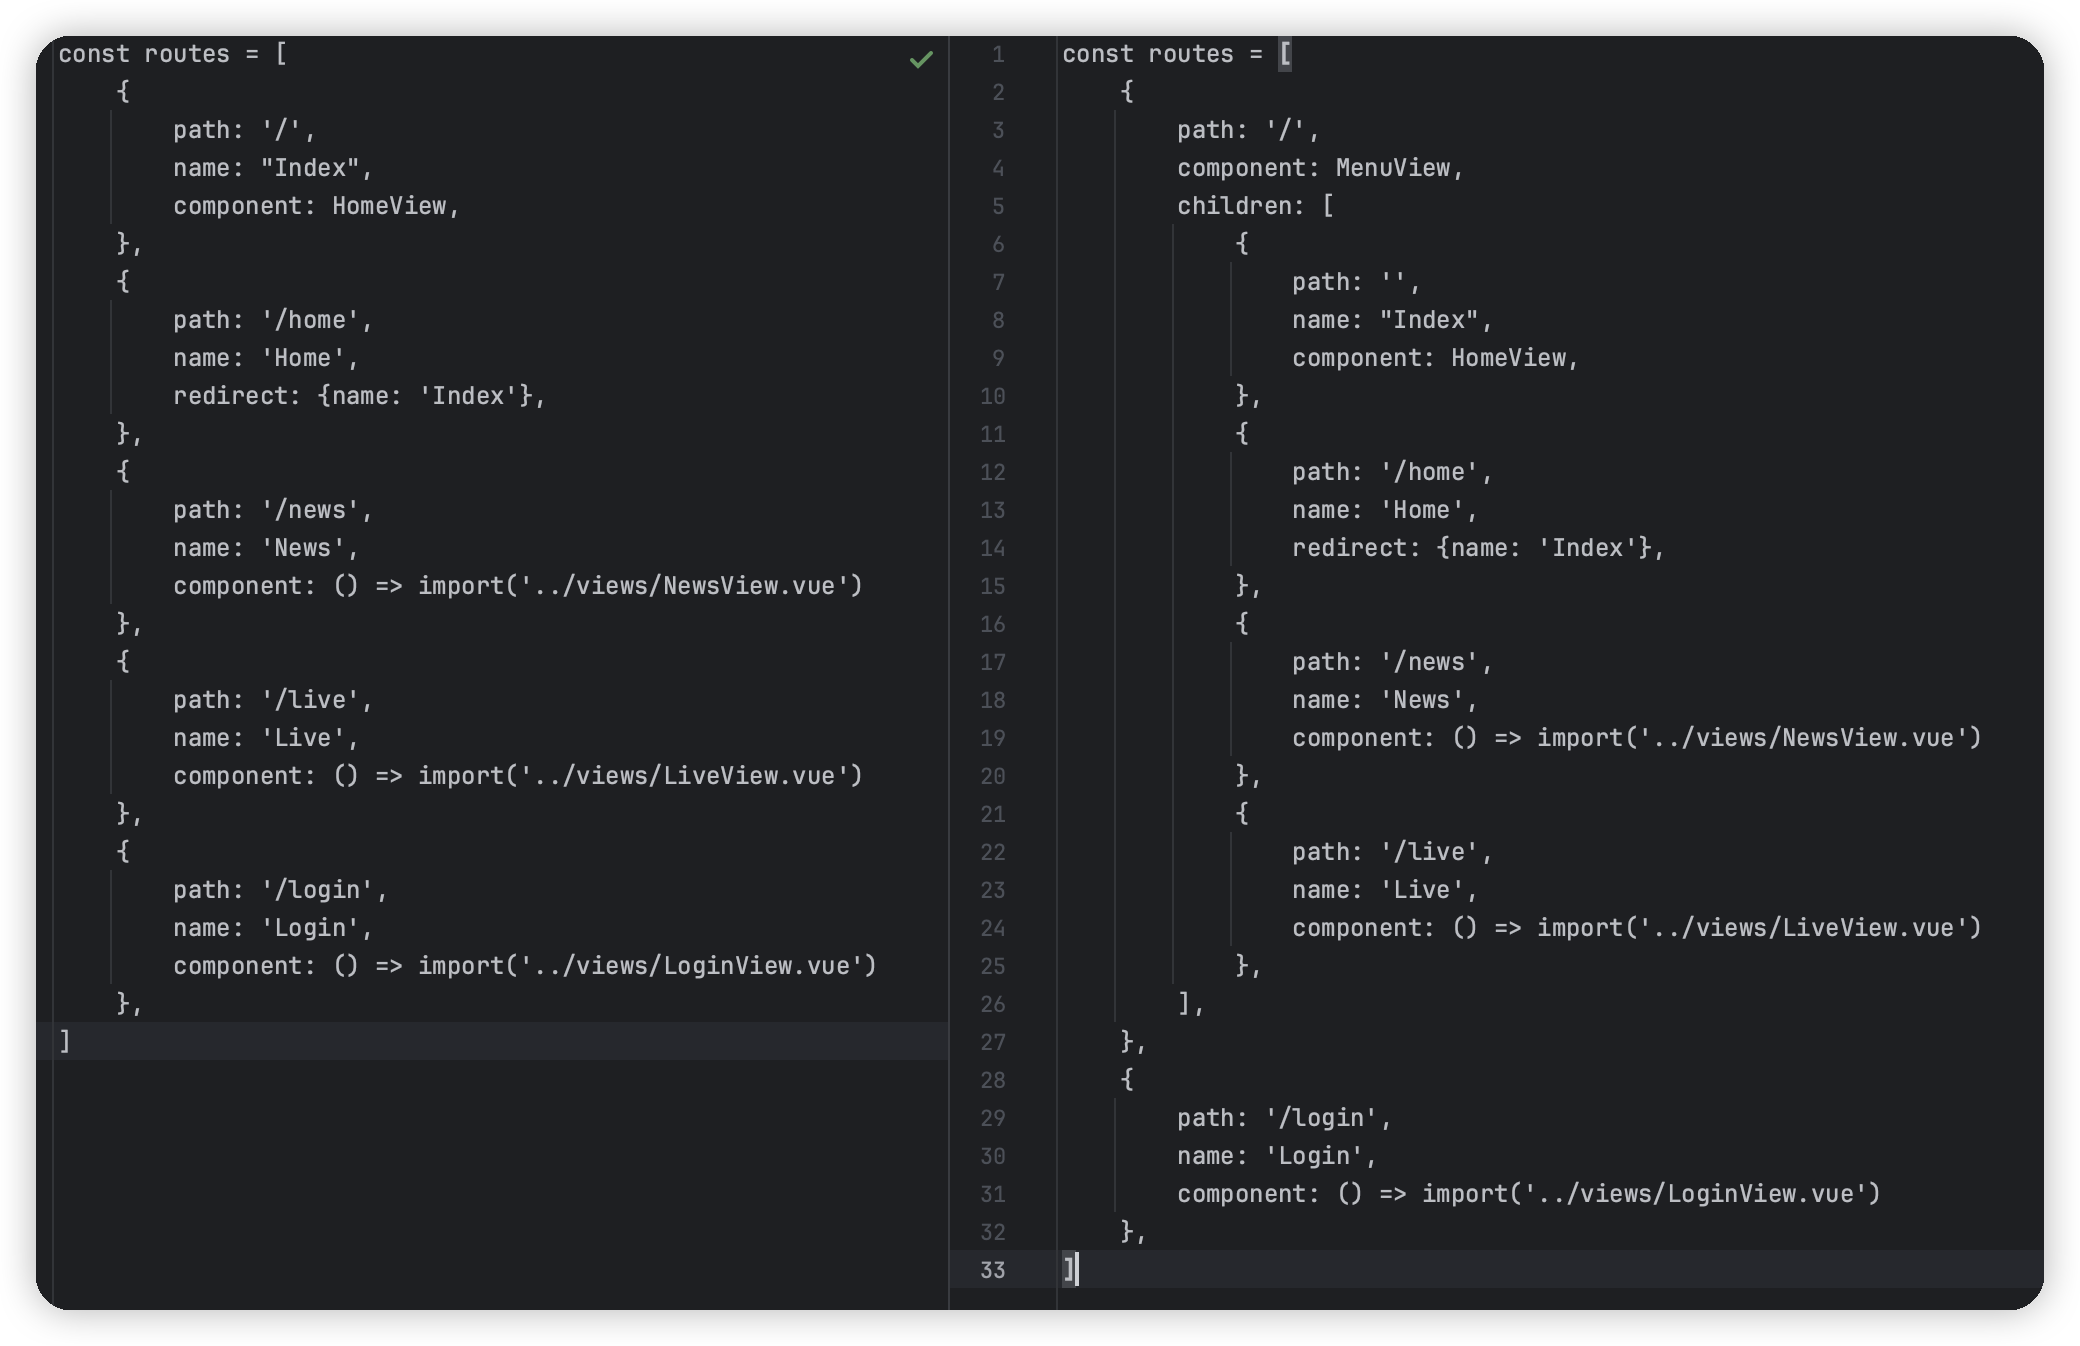 const routes = [
    {
        path: '/',
        name: "Index",
        component: HomeView,
    },
    {
        path: '/home',
        name: 'Home',
        redirect: {name: 'Index'},
    },
    {
        path: '/news',
        name: 'News',
        component: () => import('../views/NewsView.vue')
    },
    {
        path: '/live',
        name: 'Live',
        component: () => import('../views/LiveView.vue')
    },
    {
        path: '/login',
        name: 'Login',
        component: () => import('../views/LoginView.vue')
    },
]
1 const routes = [
2     {
3         path: '/',
4         component: MenuView,
5         children: [
6             {
7                 path: '',
8                 name: "Index",
9                 component: HomeView,
10             },
11             {
12                 path: '/home',
13                 name: 'Home',
14                 redirect: {name: 'Index'},
15             },
16             {
17                 path: '/news',
18                 name: 'News',
19                 component: () => import('../views/NewsView.vue')
20             },
21             {
22                 path: '/live',
23                 name: 'Live',
24                 component: () => import('../views/LiveView.vue')
25             },
26         ],
27     },
28     {
29         path: '/login',
30         name: 'Login',
31         component: () => import('../views/LoginView.vue')
32     },
33 ]